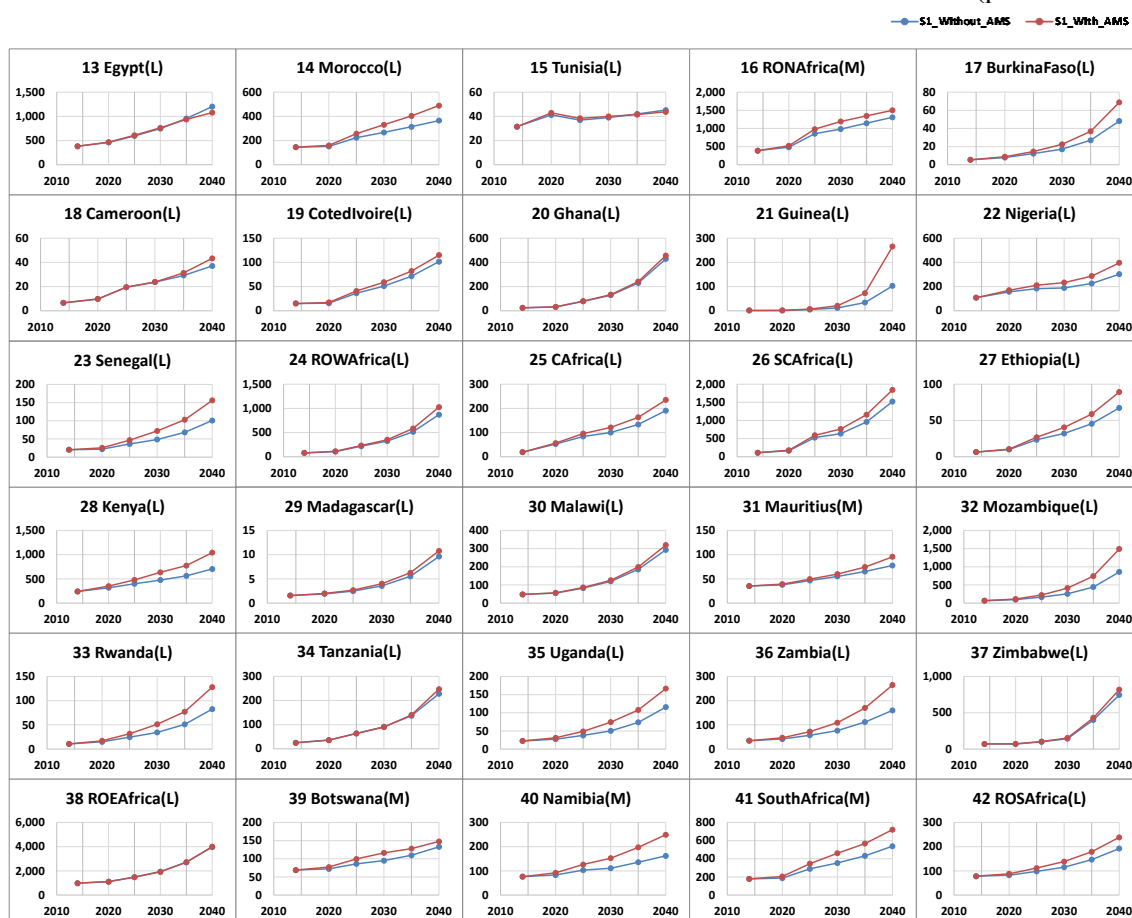 S1_Without_AMS S1_With_AMS
13 Egypt(L)
1,500
1,000
500
0
2010 2020 2030 2040
14 Morocco(L)
600
400
200
0
2010 2020 2030 2040
15 Tunisia(L)
60
40
20
0
2010 2020 2030 2040
16 RONAfrica(M)
2,000
1,500
1,000
500
0
2010 2020 2030 2040
17 BurkinaFaso(L)
80
60
40
20
0
2010 2020 2030 2040
18 Cameroon(L)
60
40
20
0
2010 2020 2030 2040
19 CotedIvoire(L)
150
100
50
0
2010 2020 2030 2040
20 Ghana(L)
600
400
200
0
2010 2020 2030 2040
21 Guinea(L)
300
200
100
0
2010 2020 2030 2040
22 Nigeria(L)
600
400
200
0
2010 2020 2030 2040
23 Senegal(L)
200
150
100
50
0
2010 2020 2030 2040
24 ROWAfrica(L)
1,500
1,000
500
0
2010 2020 2030 2040
25 CAfrica(L)
300
200
100
0
2010 2020 2030 2040
26 SCAfrica(L)
2,000
1,500
1,000
500
0
2010 2020 2030 2040
27 Ethiopia(L)
100
50
0
2010 2020 2030 2040
28 Kenya(L)
1,500
1,000
500
0
2010 2020 2030 2040
29 Madagascar(L)
15
10
5
0
2010 2020 2030 2040
30 Malawi(L)
400
300
200
100
0
2010 2020 2030 2040
31 Mauritius(M)
150
100
50
0
2010 2020 2030 2040
32 Mozambique(L)
2,000
1,500
1,000
500
0
2010 2020 2030 2040
33 Rwanda(L)
150
100
50
0
2010 2020 2030 2040
34 Tanzania(L)
300
200
100
0
2010 2020 2030 2040
35 Uganda(L)
200
150
100
50
0
2010 2020 2030 2040
36 Zambia(L)
300
200
100
0
2010 2020 2030 2040
37 Zimbabwe(L)
1,000
500
0
2010 2020 2030 2040
38 ROEAfrica(L)
6,000
4,000
2,000
0
2010 2020 2030 2040
39 Botswana(M)
200
150
100
50
0
2010 2020 2030 2040
40 Namibia(M)
300
200
100
0
2010 2020 2030 2040
41 SouthAfrica(M)
800
600
400
200
0
2010 2020 2030 2040
42 ROSAfrica(L)
300
200
100
0
2010 2020 2030 2040